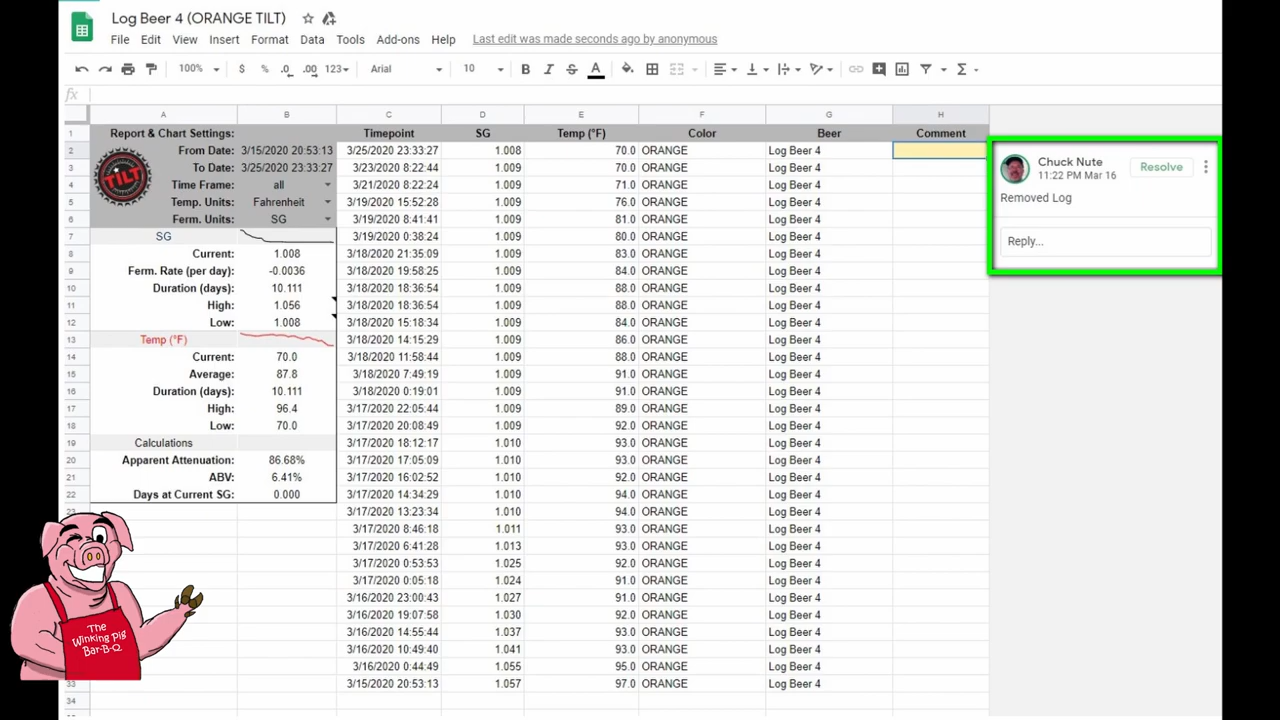 Log Beer 4 (ORANGE TILT)
File Edit View Insert Format Data Tools Add-ons Help Last edit was made seconds ago by anonymous
100% $ % .0 .00 123 Arial 10 B I S A Σ
fx
A B C D E F G H
1 Report & Chart Settings: Timepoint SG Temp (°F) Color Beer Comment
2 From Date: 3/15/2020 20:53:13 3/25/2020 23:33:27 1.008 70.0 ORANGE Log Beer 4
3 To Date: 3/25/2020 23:33:27 3/23/2020 8:22:44 1.009 70.0 ORANGE Log Beer 4
4 Time Frame: all 3/21/2020 8:22:24 1.009 71.0 ORANGE Log Beer 4
5 Temp. Units: Fahrenheit 3/19/2020 15:52:28 1.009 76.0 ORANGE Log Beer 4
6 Ferm. Units: SG 3/19/2020 8:41:41 1.009 81.0 ORANGE Log Beer 4
7 SG 3/19/2020 0:38:24 1.009 80.0 ORANGE Log Beer 4
8 Current: 1.008 3/18/2020 21:35:09 1.009 83.0 ORANGE Log Beer 4
9 Ferm. Rate (per day): -0.0036 3/18/2020 19:58:25 1.009 84.0 ORANGE Log Beer 4
10 Duration (days): 10.111 3/18/2020 18:36:54 1.009 88.0 ORANGE Log Beer 4
11 High: 1.056 3/18/2020 18:36:54 1.009 88.0 ORANGE Log Beer 4
12 Low: 1.008 3/18/2020 15:18:34 1.009 84.0 ORANGE Log Beer 4
13 Temp (°F) 3/18/2020 14:15:29 1.009 86.0 ORANGE Log Beer 4
14 Current: 70.0 3/18/2020 11:58:44 1.009 88.0 ORANGE Log Beer 4
15 Average: 87.8 3/18/2020 7:49:19 1.009 91.0 ORANGE Log Beer 4
16 Duration (days): 10.111 3/18/2020 0:19:01 1.009 91.0 ORANGE Log Beer 4
17 High: 96.4 3/17/2020 22:05:44 1.009 89.0 ORANGE Log Beer 4
18 Low: 70.0 3/17/2020 20:08:49 1.009 92.0 ORANGE Log Beer 4
19 Calculations 3/17/2020 18:12:17 1.010 93.0 ORANGE Log Beer 4
20 Apparent Attenuation: 86.68% 3/17/2020 17:05:09 1.010 93.0 ORANGE Log Beer 4
21 ABV: 6.41% 3/17/2020 16:02:52 1.010 92.0 ORANGE Log Beer 4
22 Days at Current SG: 0.000 3/17/2020 14:34:29 1.010 94.0 ORANGE Log Beer 4
23 3/17/2020 13:23:34 1.010 94.0 ORANGE Log Beer 4
3/17/2020 8:46:18 1.011 93.0 ORANGE Log Beer 4
3/17/2020 6:41:28 1.013 93.0 ORANGE Log Beer 4
3/17/2020 0:53:53 1.025 92.0 ORANGE Log Beer 4
3/17/2020 0:05:18 1.024 91.0 ORANGE Log Beer 4
3/16/2020 23:00:43 1.027 91.0 ORANGE Log Beer 4
3/16/2020 19:07:58 1.030 92.0 ORANGE Log Beer 4
3/16/2020 14:55:44 1.037 93.0 ORANGE Log Beer 4
3/16/2020 10:49:40 1.041 93.0 ORANGE Log Beer 4
3/16/2020 0:44:49 1.055 95.0 ORANGE Log Beer 4
33 3/15/2020 20:53:13 1.057 97.0 ORANGE Log Beer 4
34
TILT
Chuck Nute
11:22 PM Mar 16
Resolve
Removed Log
Reply...
The
Winking Pig
Bar-B-Q